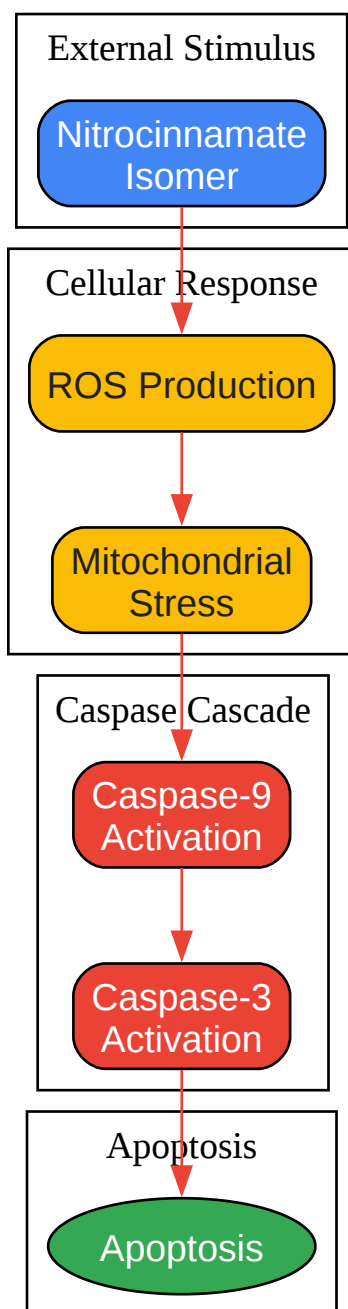 External Stimulus
Nitrocinnamate
Isomer
Cellular Response
ROS Production
Mitochondrial
Stress
Caspase Cascade
Caspase-9
Activation
Caspase-3
Activation
Apoptosis
Apoptosis